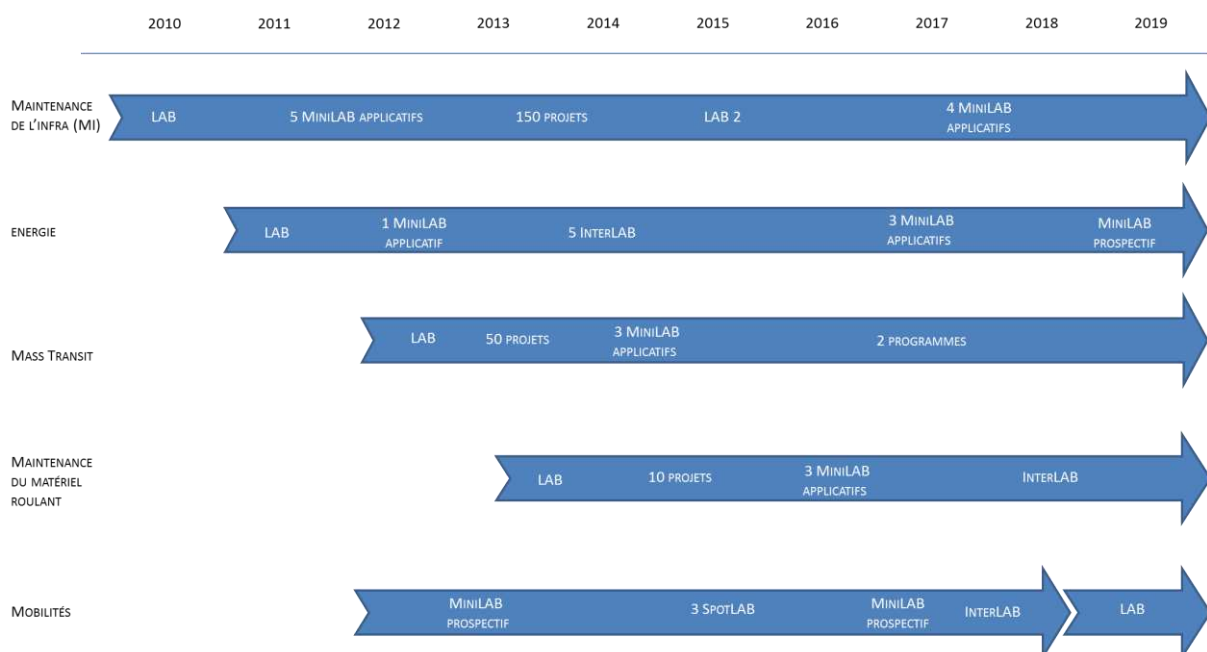 2010 2011 2012 2013 2014 2015 2016 2017 2018 2019
MAINTENANCE
DE L'INFRA (MI)
LAB
5 MINILAB APPLICATIFS
150 PROJETS
LAB 2
4 MINILAB
APPLICATIFS
ENERGIE
LAB
1 MINILAB
APPLICATIF
5 INTERLAB
3 MINILAB
APPLICATIFS
MINILAB
PROSPECTIF
MASS TRANSIT
LAB
50 PROJETS
3 MINILAB
APPLICATIFS
2 PROGRAMMES
MAINTENANCE
DU MATÉRIEL
ROULANT
LAB
10 PROJETS
3 MINILAB
APPLICATIFS
INTERLAB
MOBILITÉS
MINILAB
PROSPECTIF
3 SPOTLAB
MINILAB
PROSPECTIF
INTERLAB
LAB